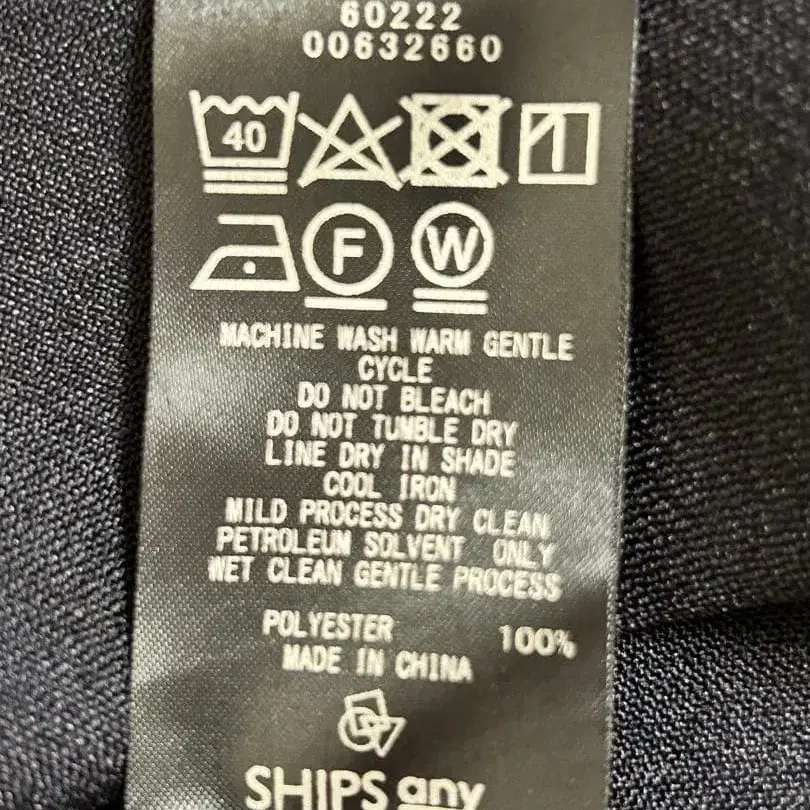 60222
00632660
40
F W
MACHINE WASH WARM GENTLE
CYCLE
DO NOT BLEACH
DO NOT TUMBLE DRY
LINE DRY IN SHADE
COOL IRON
MILD PROCESS DRY CLEAN
PETROLEUM SOLVENT ONLY
WET CLEAN GENTLE PROCESS
POLYESTER 100%
MADE IN CHINA
SHIPS any